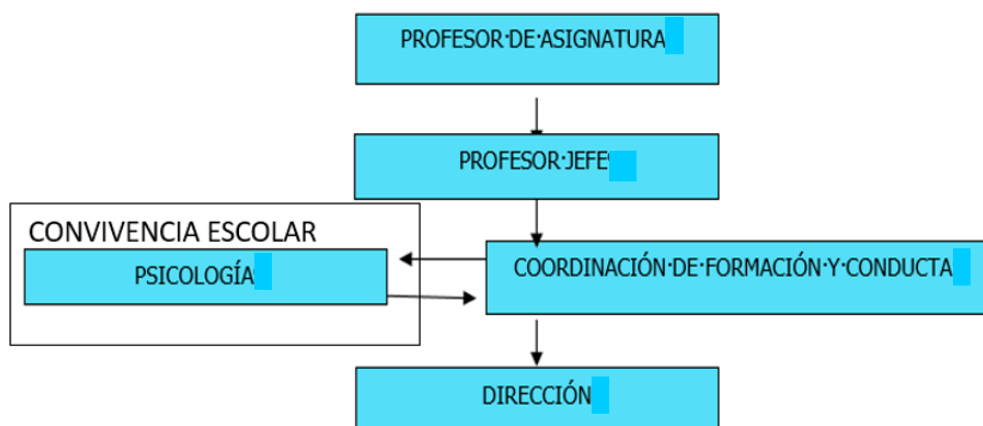 PROFESOR·DE·ASIGNATURA
PROFESOR·JEFE
CONVIVENCIA ESCOLAR
PSICOLOGÍA
COORDINACIÓN·DE·FORMACIÓN·Y·CONDUCTA
DIRECCIÓN